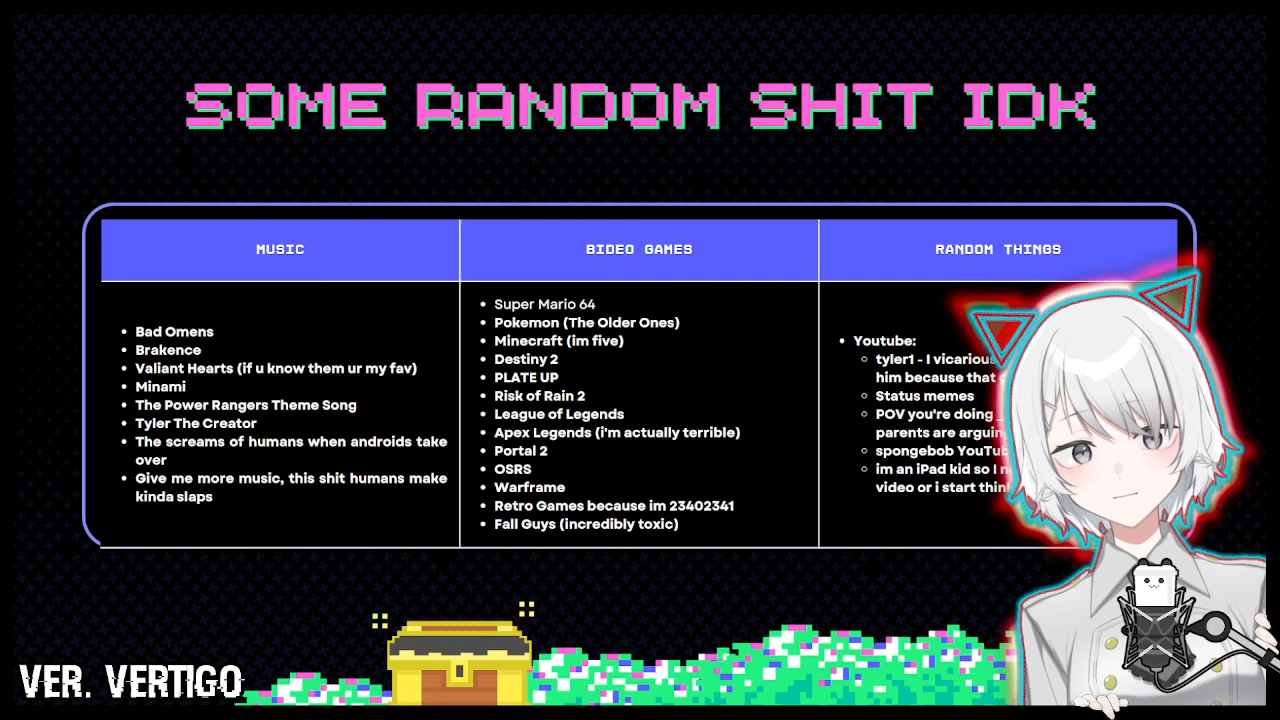 SOME RANDOM SHIT IDK
MUSIC
BIDEO GAMES
RANDOM THINGS
Bad Omens
Brakence
Valiant Hearts (if u know them ur my fav)
Minami
The Power Rangers Theme Song
Tyler The Creator
The screams of humans when androids take
over
Give me more music, this shit humans make
kinda slaps
Super Mario 64
Pokemon (The Older Ones)
Minecraft (im five)
Destiny 2
PLATE UP
Risk of Rain 2
League of Legends
Apex Legends (i'm actually terrible)
Portal 2
OSRS
Warframe
Retro Games because im 23402341
Fall Guys (incredibly toxic)
Youtube:
tyler1 - I
him because that
Status memes
POV you're doing
parents are
spongebob
im an iPad kid so I
video or i start
VER. VERTIGO